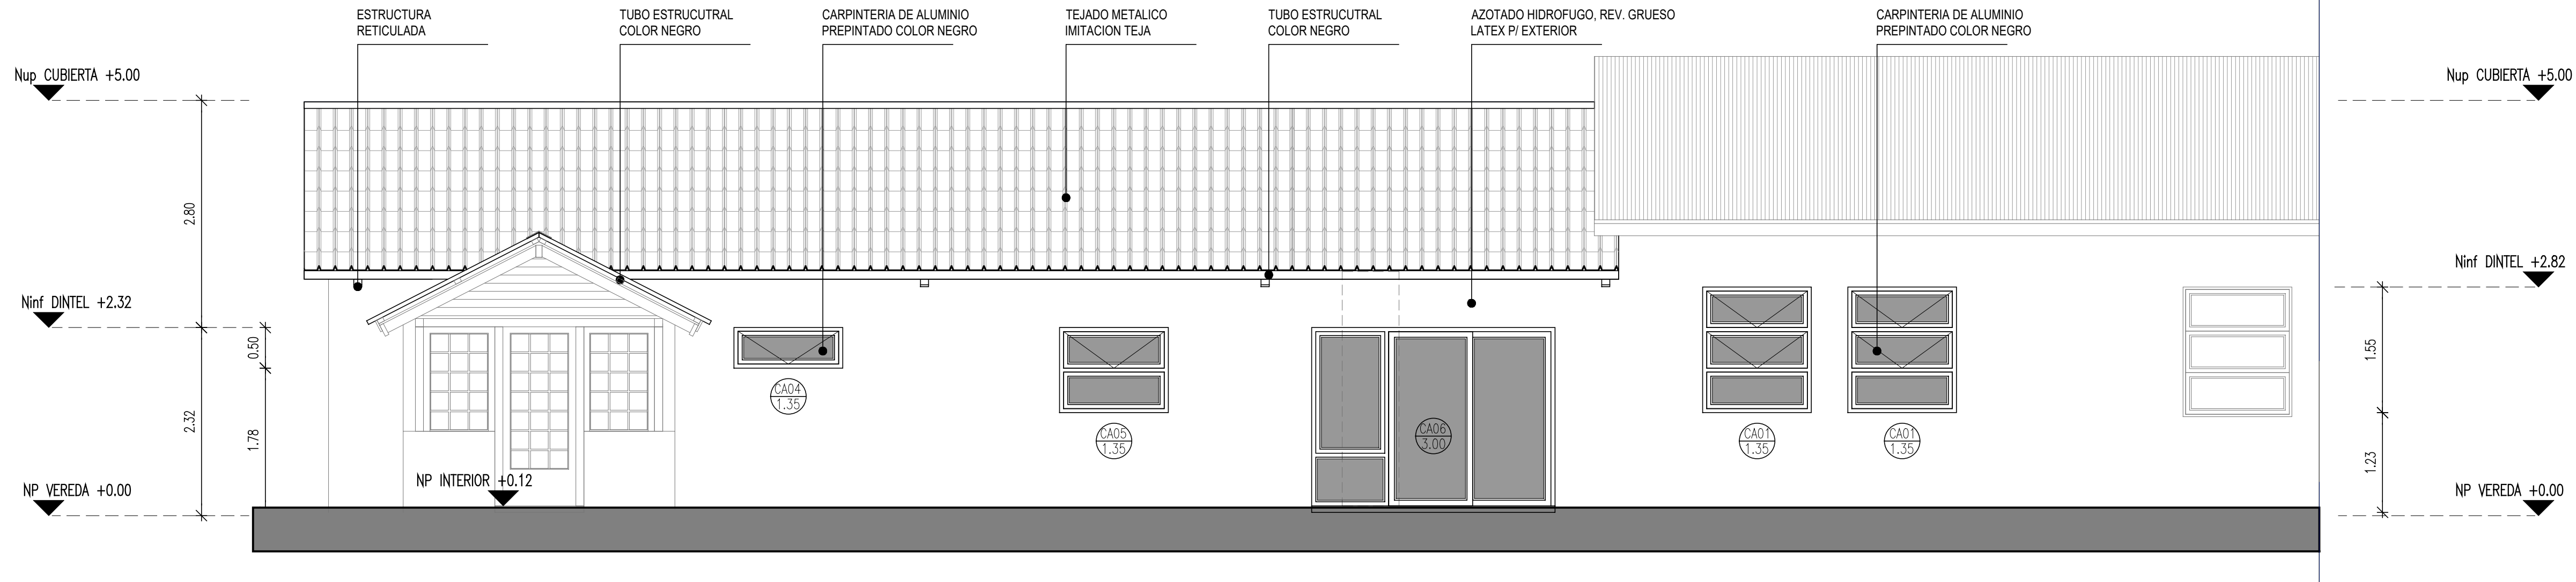 ESTRUCTURA
RETICULADA
TUBO ESTRUCUTRAL
COLOR NEGRO
CARPINTERIA DE ALUMINIO
PREPINTADO COLOR NEGRO
TEJADO METALICO
IMITACION TEJA
TUBO ESTRUCUTRAL
COLOR NEGRO
AZOTADO HIDROFUGO, REV. GRUESO
LATEX P/ EXTERIOR
CARPINTERIA DE ALUMINIO
PREPINTADO COLOR NEGRO
Nup CUBIERTA +5.00
Nup CUBIERTA +5.00
2.80
Ninf DINTEL +2.32
Ninf DINTEL +2.82
0.50
1.55
CA04
1.35
CA05
1.35
CA06
3.00
CA01
1.35
CA01
1.35
2.32
1.78
1.23
NP INTERIOR +0.12
NP VEREDA +0.00
NP VEREDA +0.00